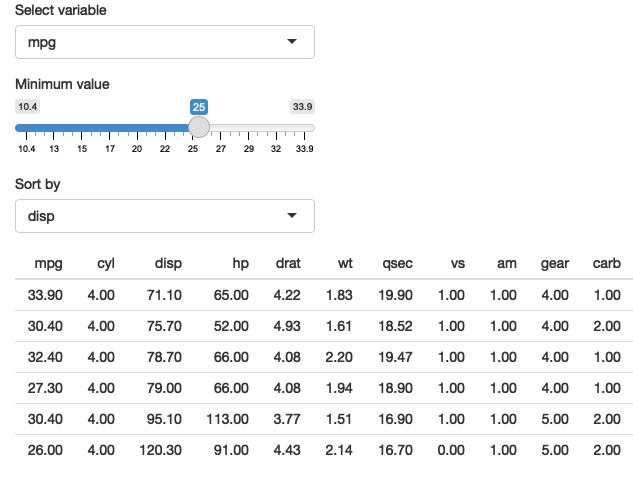 Select variable
mpg
Minimum value
10.4 25 33.9
10.4 13 15 17 20 22 25 27 29 32 33.9
Sort by
disp
mpg cyl disp hp drat wt qsec vs am gear carb
33.90 4.00 71.10 65.00 4.22 1.83 19.90 1.00 1.00 4.00 1.00
30.40 4.00 75.70 52.00 4.93 1.61 18.52 1.00 1.00 4.00 2.00
32.40 4.00 78.70 66.00 4.08 2.20 19.47 1.00 1.00 4.00 1.00
27.30 4.00 79.00 66.00 4.08 1.94 18.90 1.00 1.00 4.00 1.00
30.40 4.00 95.10 113.00 3.77 1.51 16.90 1.00 1.00 5.00 2.00
26.00 4.00 120.30 91.00 4.43 2.14 16.70 0.00 1.00 5.00 2.00